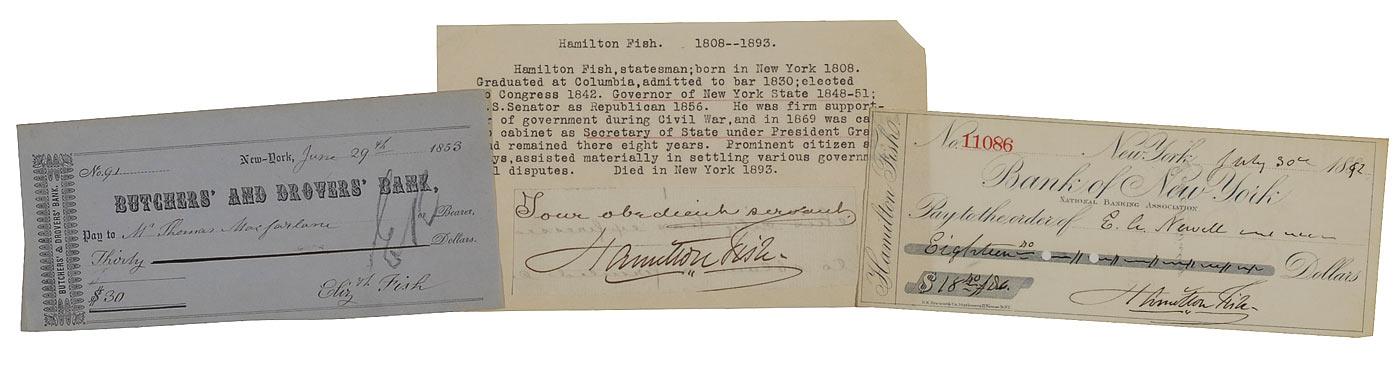 BUTCHERS' & DROVERS' BANK.
No. 91
New-York, June 29th 1853
BUTCHERS' AND DROVERS' BANK,
or Bearer,
Pay to Mr Thomas Macfarlane
Thirty Dollars.
$30
Eliz th Fish
Hamilton Fish. 1808--1893.
Hamilton Fish,statesman;born in New York 1808.
Graduated at Columbia,admitted to bar 1830;elected
o Congress 1842. Governor of New York State 1848-51;
.S.Senator as Republican 1856. He was firm support-
r of government during Civil War,and in 1869 was ca
o cabinet as Secretary of State under President Gra
d remained there eight years. Prominent citizen a
ys,assisted materially in settling various governm
l disputes. Died in New York 1893.
Your obedient servant.
Hamilton Fish
Hamilton Fish
No. 11086
New York July 30th 1892
Bank of New York
NATIONAL BANKING ASSOCIATION
Pay to the order of E. A. Newell
Eighteen no Dollars
$18
Hamilton Fish